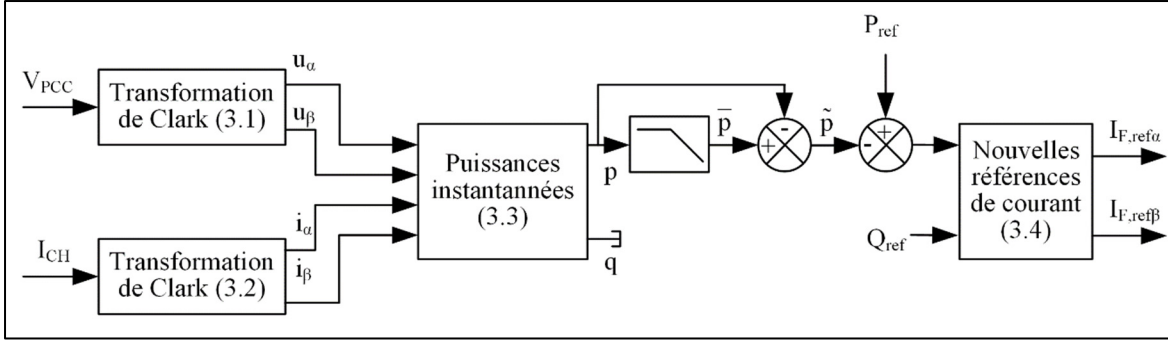 V_PCC
Transformation
de Clark (3.1)
u_α
u_β
I_CH
Transformation
de Clark (3.2)
i_α
i_β
Puissances
instantannées
(3.3)
p
q
p̅
-
+
p̃
P_ref
+
-
Q_ref
Nouvelles
références
de courant
(3.4)
I_F,refα
I_F,refβ